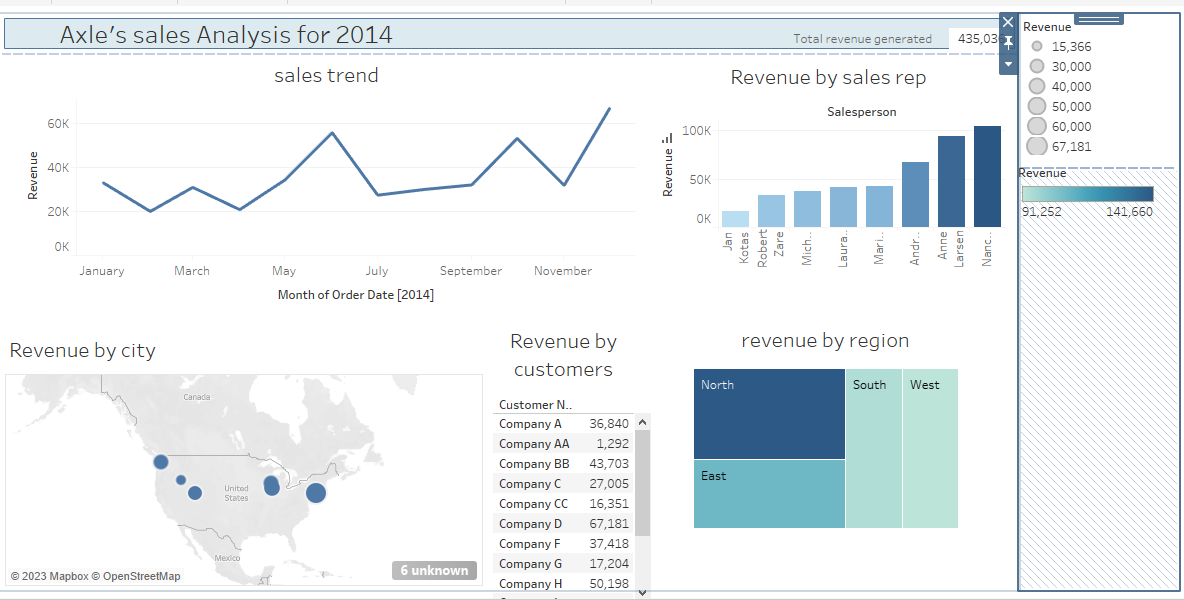 Axle's sales Analysis for 2014
Total revenue generated 435,036
sales trend
Revenue
60K
40K
20K
0K
January March May July September November
Month of Order Date [2014]
Revenue by sales rep
Salesperson
Revenue
100K
50K
0K
Jan Kotas
Robert Zare
Mich..
Laura..
Mari..
Andr..
Anne Larsen
Nanc..
Revenue
15,366
30,000
40,000
50,000
60,000
67,181
Revenue
91,252 141,660
Revenue by city
Canada
United States
Mexico
6 unknown
© 2023 Mapbox © OpenStreetMap
Revenue by
customers
Customer N..
Company A 36,840
Company AA 1,292
Company BB 43,703
Company C 27,005
Company CC 16,351
Company D 67,181
Company F 37,418
Company G 17,204
Company H 50,198
revenue by region
North
East
South
West